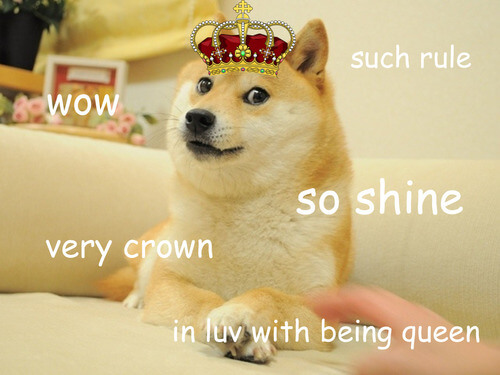 such rule
wow
so shine
very crown
in luv with being queen